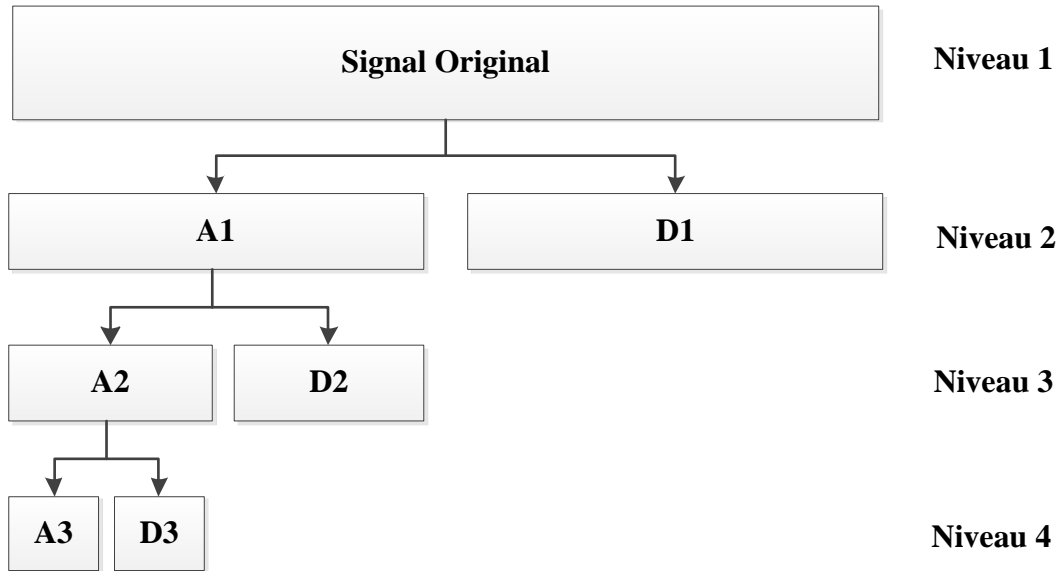 Signal Original
Niveau 1
A1
D1
Niveau 2
A2
D2
Niveau 3
A3
D3
Niveau 4